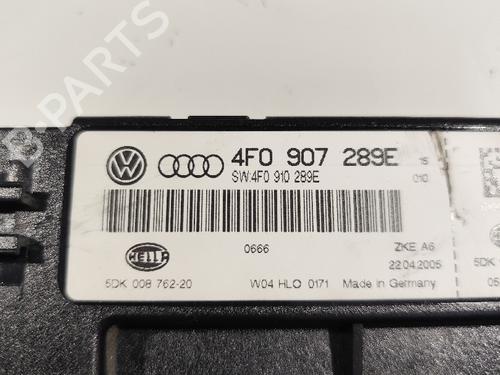 B-PARTS
4F0 907 289E 15
SW:4F0 910 289E 010
0666 ZKE A6
22.04.2005
HELLA
5DK 008 762-20 W04 HLO 0171 Made in Germany
5DK
05